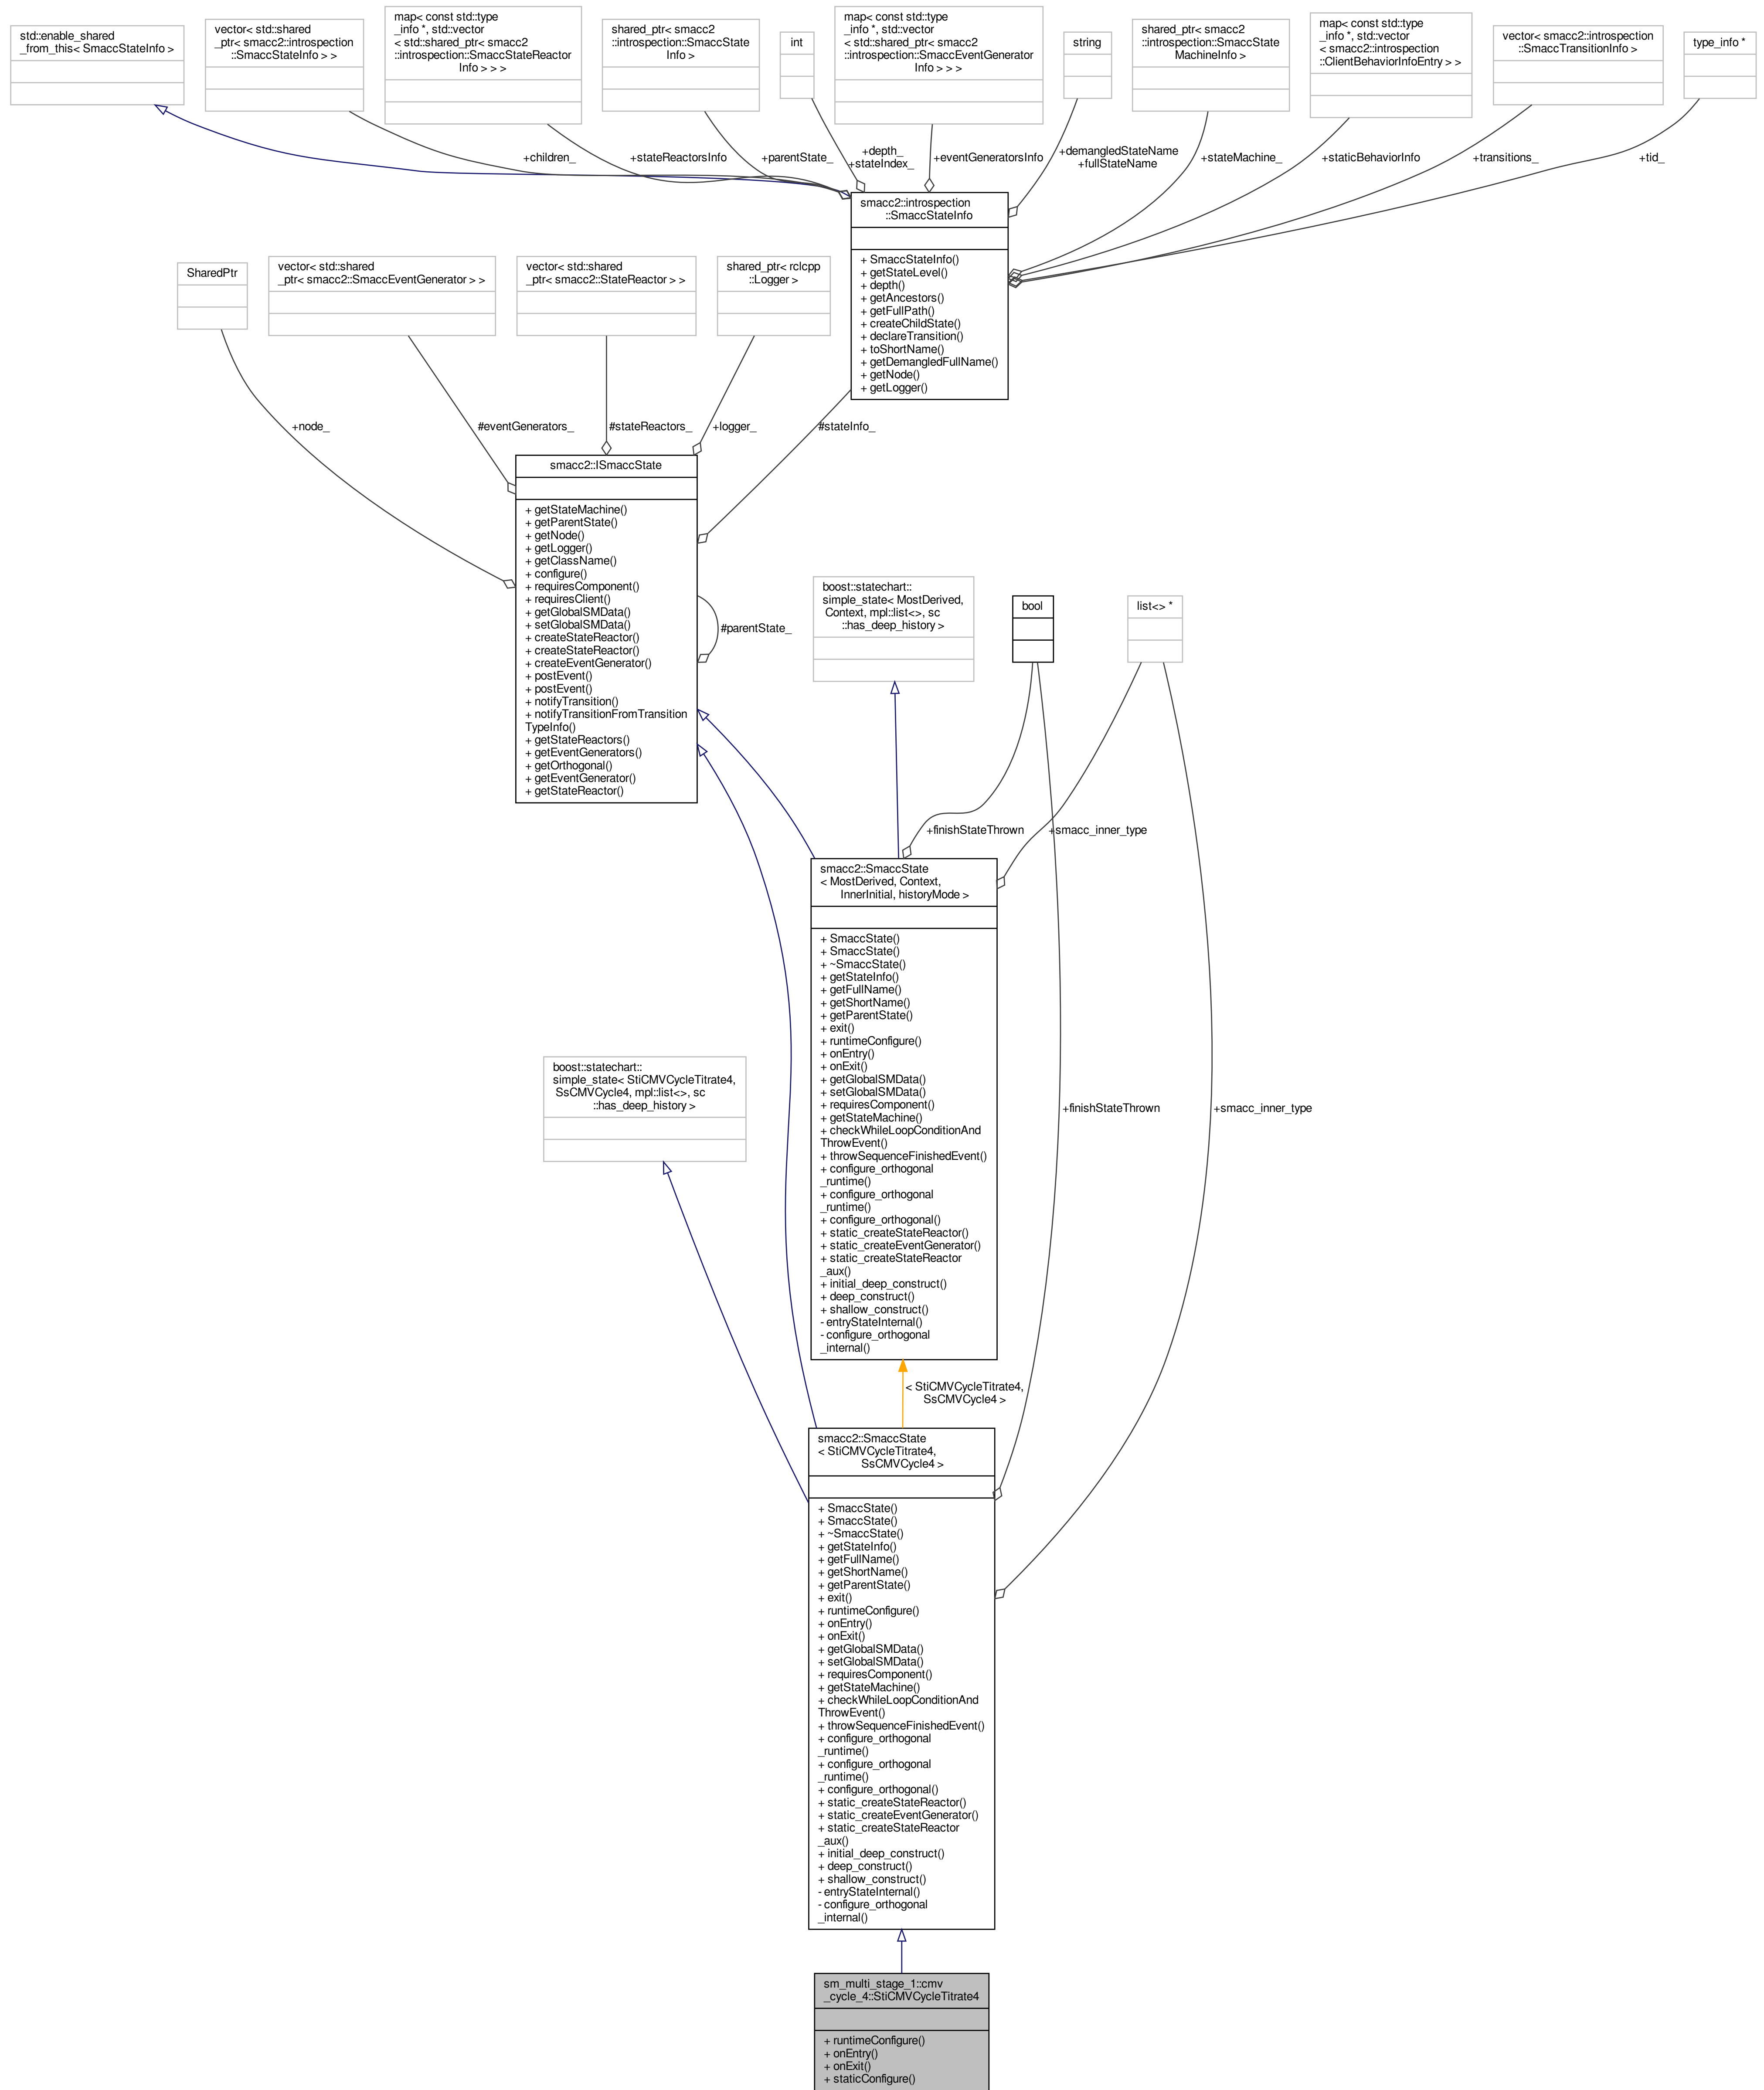 std::enable_shared
_from_this< SmaccStateInfo >
vector< std::shared
_ptr< smacc2::introspection
::SmaccStateInfo > >
map< const std::type
_info *, std::vector
< std::shared_ptr< smacc2
::introspection::SmaccStateReactor
Info > > >
shared_ptr< smacc2
::introspection::SmaccState
Info >
int
map< const std::type
_info *, std::vector
< std::shared_ptr< smacc2
::introspection::SmaccEventGenerator
Info > > >
string
shared_ptr< smacc2
::introspection::SmaccState
MachineInfo >
map< const std::type
_info *, std::vector
< smacc2::introspection
::ClientBehaviorInfoEntry > >
vector< smacc2::introspection
::SmaccTransitionInfo >
type_info *
+children_
+stateReactorsInfo
+parentState_
+depth_
+stateIndex_
+eventGeneratorsInfo
+demangledStateName
+fullStateName
+stateMachine_
+staticBehaviorInfo
+transitions_
+tid_
smacc2::introspection
::SmaccStateInfo
+ SmaccStateInfo()
+ getStateLevel()
+ depth()
+ getAncestors()
+ getFullPath()
+ createChildState()
+ declareTransition()
+ toShortName()
+ getDemangledFullName()
+ getNode()
+ getLogger()
SharedPtr
vector< std::shared
_ptr< smacc2::SmaccEventGenerator > >
vector< std::shared
_ptr< smacc2::StateReactor > >
shared_ptr< rclcpp
::Logger >
+node_
#eventGenerators_
#stateReactors_
+logger_
#stateInfo_
smacc2::ISmaccState
+ getStateMachine()
+ getParentState()
+ getNode()
+ getLogger()
+ getClassName()
+ configure()
+ requiresComponent()
+ requiresClient()
+ getGlobalSMData()
+ setGlobalSMData()
+ createStateReactor()
+ createStateReactor()
+ createEventGenerator()
+ postEvent()
+ postEvent()
+ notifyTransition()
+ notifyTransitionFromTransition
TypeInfo()
+ getStateReactors()
+ getEventGenerators()
+ getOrthogonal()
+ getEventGenerator()
+ getStateReactor()
#parentState_
boost::statechart::
simple_state< MostDerived,
Context, mpl::list<>, sc
::has_deep_history >
bool
list<> *
+finishStateThrown
+smacc_inner_type
smacc2::SmaccState
< MostDerived, Context,
InnerInitial, historyMode >
+ SmaccState()
+ SmaccState()
+ ~SmaccState()
+ getStateInfo()
+ getFullName()
+ getShortName()
+ getParentState()
+ exit()
+ runtimeConfigure()
+ onEntry()
+ onExit()
+ getGlobalSMData()
+ setGlobalSMData()
+ requiresComponent()
+ getStateMachine()
+ checkWhileLoopConditionAnd
ThrowEvent()
+ throwSequenceFinishedEvent()
+ configure_orthogonal
_runtime()
+ configure_orthogonal
_runtime()
+ configure_orthogonal()
+ static_createStateReactor()
+ static_createEventGenerator()
+ static_createStateReactor
_aux()
+ initial_deep_construct()
+ deep_construct()
+ shallow_construct()
- entryStateInternal()
- configure_orthogonal
_internal()
boost::statechart::
simple_state< StiCMVCycleTitrate4,
SsCMVCycle4, mpl::list<>, sc
::has_deep_history >
+finishStateThrown
+smacc_inner_type
< StiCMVCycleTitrate4,
SsCMVCycle4 >
smacc2::SmaccState
< StiCMVCycleTitrate4,
SsCMVCycle4 >
+ SmaccState()
+ SmaccState()
+ ~SmaccState()
+ getStateInfo()
+ getFullName()
+ getShortName()
+ getParentState()
+ exit()
+ runtimeConfigure()
+ onEntry()
+ onExit()
+ getGlobalSMData()
+ setGlobalSMData()
+ requiresComponent()
+ getStateMachine()
+ checkWhileLoopConditionAnd
ThrowEvent()
+ throwSequenceFinishedEvent()
+ configure_orthogonal
_runtime()
+ configure_orthogonal
_runtime()
+ configure_orthogonal()
+ static_createStateReactor()
+ static_createEventGenerator()
+ static_createStateReactor
_aux()
+ initial_deep_construct()
+ deep_construct()
+ shallow_construct()
- entryStateInternal()
- configure_orthogonal
_internal()
sm_multi_stage_1::cmv
_cycle_4::StiCMVCycleTitrate4
+ runtimeConfigure()
+ onEntry()
+ onExit()
+ staticConfigure()